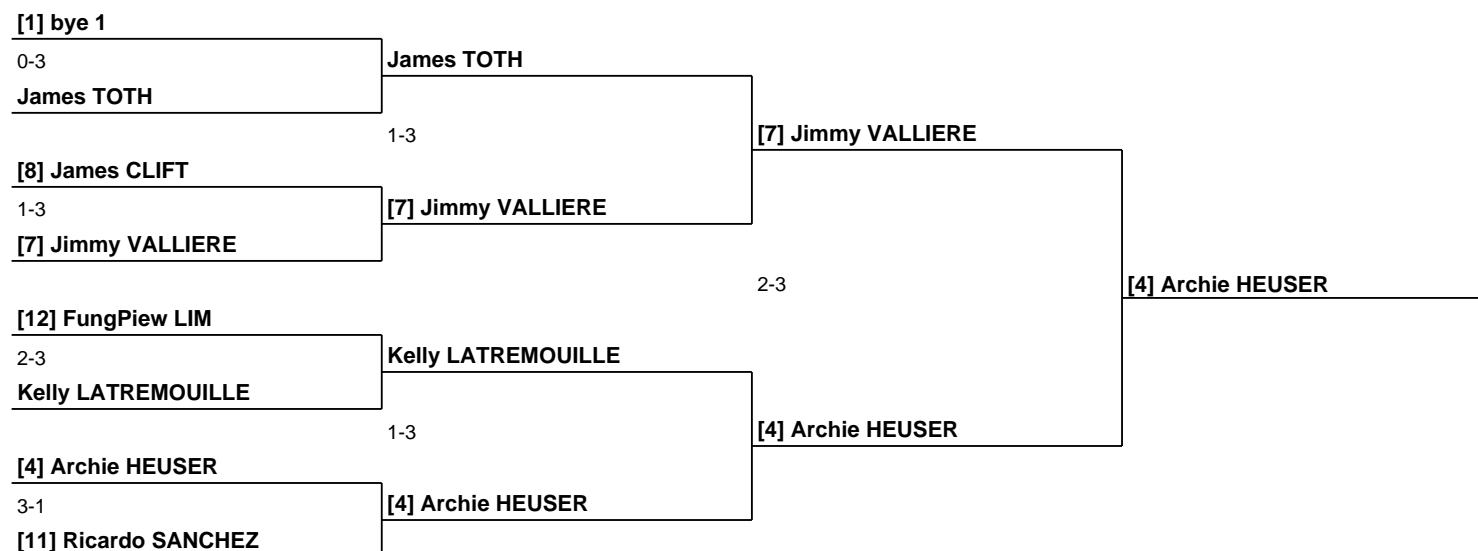 [1] bye 1
0-3
James TOTH
James TOTH
1-3
[7] Jimmy VALLIERE
[8] James CLIFT
1-3
[7] Jimmy VALLIERE
[7] Jimmy VALLIERE
2-3
[4] Archie HEUSER
[12] FungPiew LIM
2-3
Kelly LATREMOUILLE
Kelly LATREMOUILLE
1-3
[4] Archie HEUSER
[4] Archie HEUSER
3-1
[4] Archie HEUSER
[11] Ricardo SANCHEZ